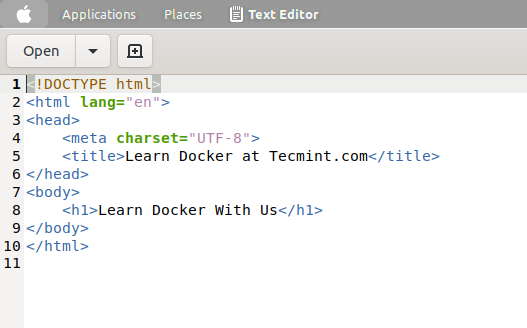 Applications Places Text Editor
Open
1 <!DOCTYPE html>
2 <html lang="en">
3 <head>
4     <meta charset="UTF-8">
5     <title>Learn Docker at Tecmint.com</title>
6 </head>
7 <body>
8     <h1>Learn Docker With Us</h1>
9 </body>
10 </html>
11